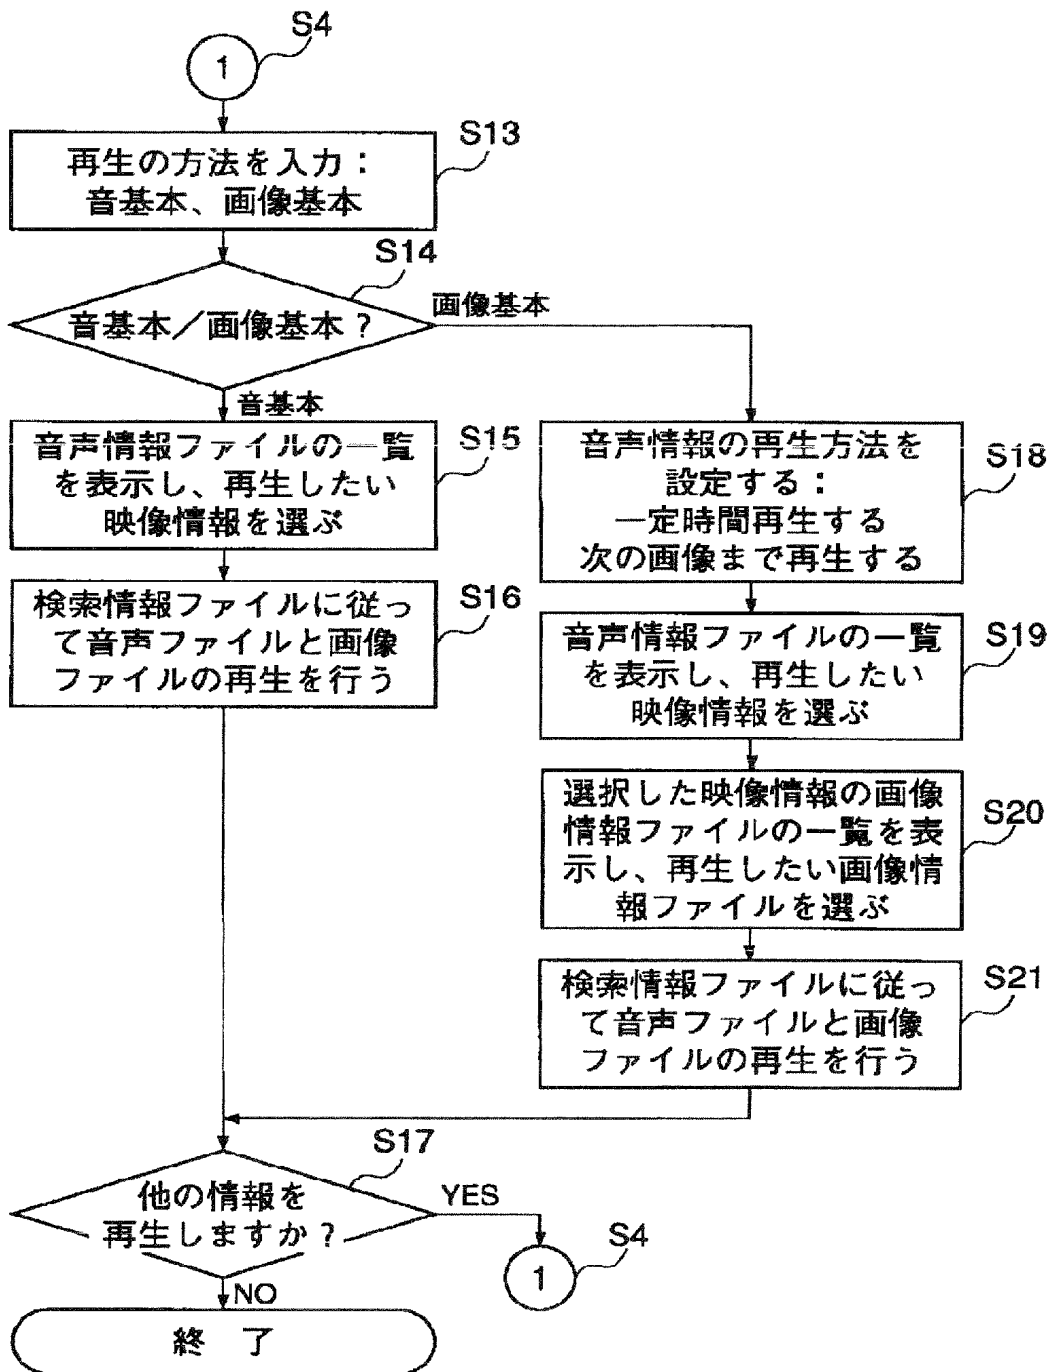 S4
1
S13
再生の方法を入力：
音基本、画像基本
S14
音基本／画像基本？
画像基本
音基本
S15
音声情報ファイルの一覧
を表示し、再生したい
映像情報を選ぶ
S16
検索情報ファイルに従っ
て音声ファイルと画像
ファイルの再生を行う
S18
音声情報の再生方法を
設定する：
一定時間再生する
次の画像まで再生する
S19
音声情報ファイルの一覧
を表示し、再生したい
映像情報を選ぶ
S20
選択した映像情報の画像
情報ファイルの一覧を表
示し、再生したい画像情
報ファイルを選ぶ
S21
検索情報ファイルに従っ
て音声ファイルと画像
ファイルの再生を行う
S17
他の情報を
再生しますか？
YES
S4
1
NO
終 了